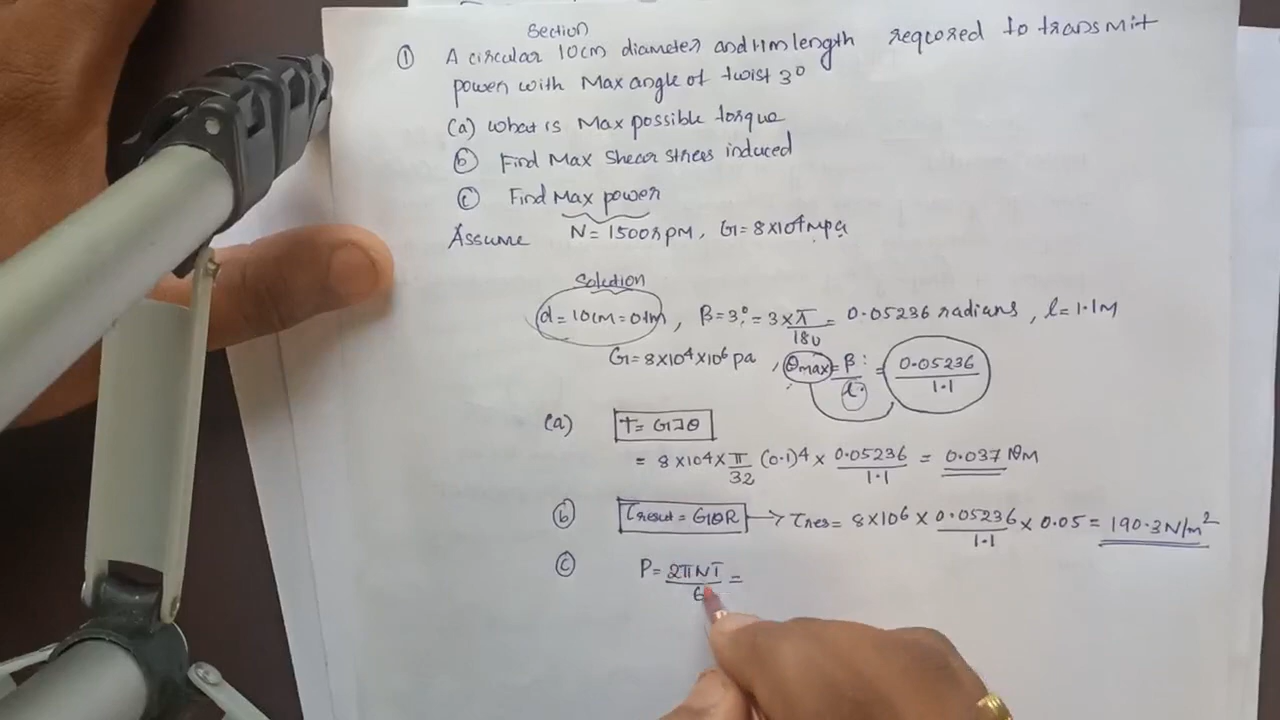 Section
① A circular 10cm diameter and 1.1m length reqiored to transmit
power with Max angle of twist 3°
(a) what is Max possible torque
ⓑ Find Max shear stress induced
ⓒ Find Max power
Assume N = 1500rpM, G = 8×10⁴Mpa
Solution
d = 10cm = 0.1m, β = 3° = 3 × π/180 = 0.05236 radians, l = 1.1M
G = 8×10⁴×10⁶ pa, θmax = β/l = 0.05236/1.1
(a) T = GJθ
= 8×10⁴ × π/32 (0.1)⁴ × 0.05236/1.1 = 0.037 NM
ⓑ τresult = GθR → τres = 8×10⁶ × 0.05236/1.1 × 0.05 = 190.3 N/m²
ⓒ P = 2πNT/6 =